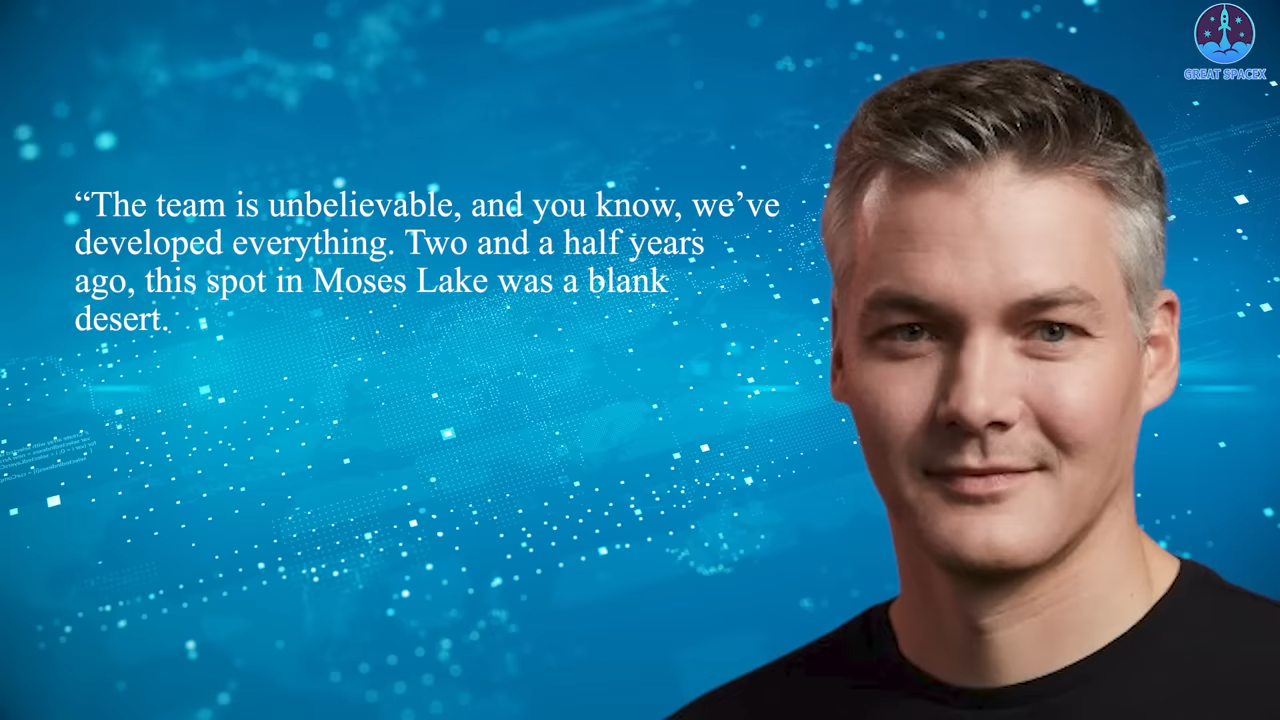 GREAT SPACEX
“The team is unbelievable, and you know, we’ve
developed everything. Two and a half years
ago, this spot in Moses Lake was a blank
desert.